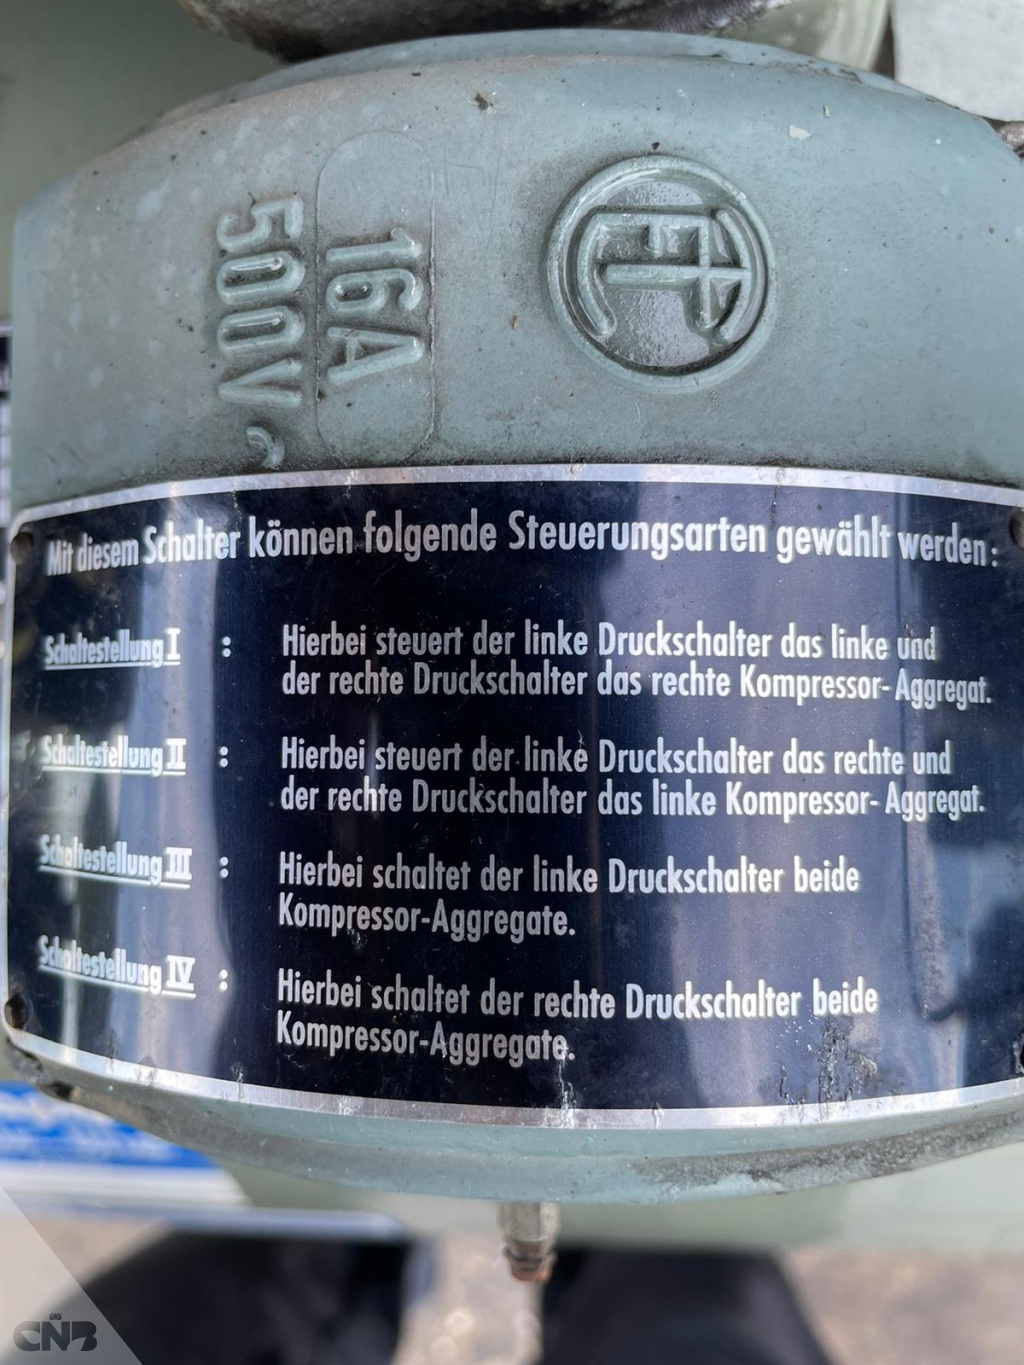 16A
500V
Mit diesem Schalter können folgende Steuerungsarten gewählt werden:
Schaltestellung I : Hierbei steuert der linke Druckschalter das linke und
der rechte Druckschalter das rechte Kompressor-Aggregat.
Schaltestellung II : Hierbei steuert der linke Druckschalter das rechte und
der rechte Druckschalter das linke Kompressor-Aggregat.
Schaltestellung III : Hierbei schaltet der linke Druckschalter beide
Kompressor-Aggregate.
Schaltestellung IV : Hierbei schaltet der rechte Druckschalter beide
Kompressor-Aggregate.
CNB